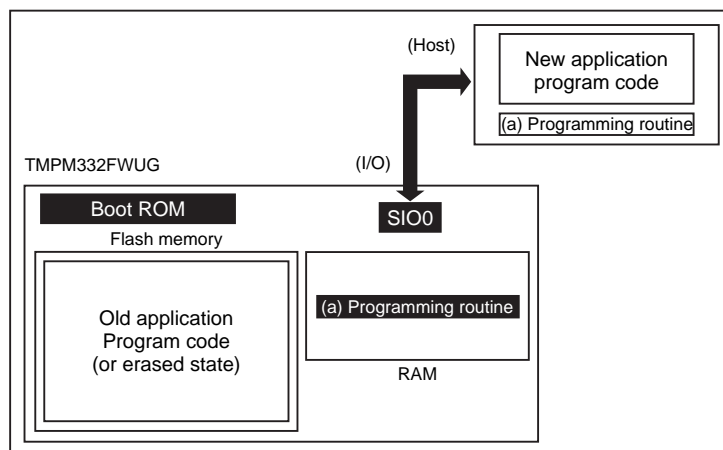 (Host)
New application
program code
(a) Programming routine
TMPM332FWUG
(I/O)
Boot ROM
SIO0
Flash memory
(a) Programming routine
Old application
Program code
(or erased state)
RAM